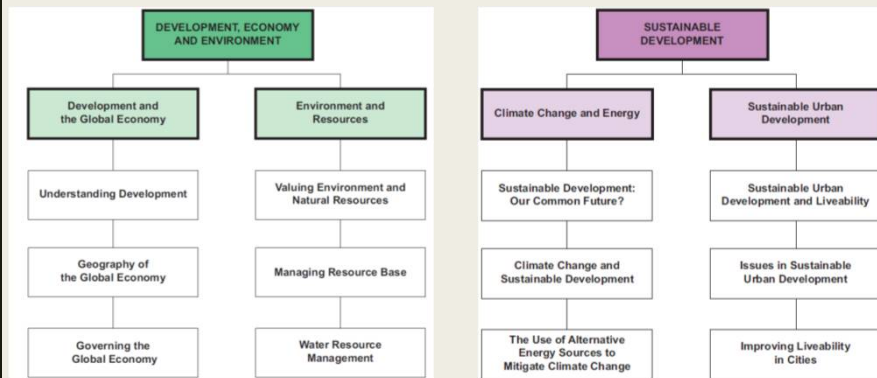 DEVELOPMENT, ECONOMY
AND ENVIRONMENT
Development and
the Global Economy
Environment and
Resources
Understanding Development
Valuing Environment and
Natural Resources
Geography of
the Global Economy
Managing Resource Base
Governing the
Global Economy
Water Resource
Management
SUSTAINABLE
DEVELOPMENT
Climate Change and Energy
Sustainable Urban
Development
Sustainable Development:
Our Common Future?
Sustainable Urban
Development and Liveability
Climate Change and
Sustainable Development
Issues in Sustainable
Urban Development
The Use of Alternative
Energy Sources to
Mitigate Climate Change
Improving Liveability
in Cities